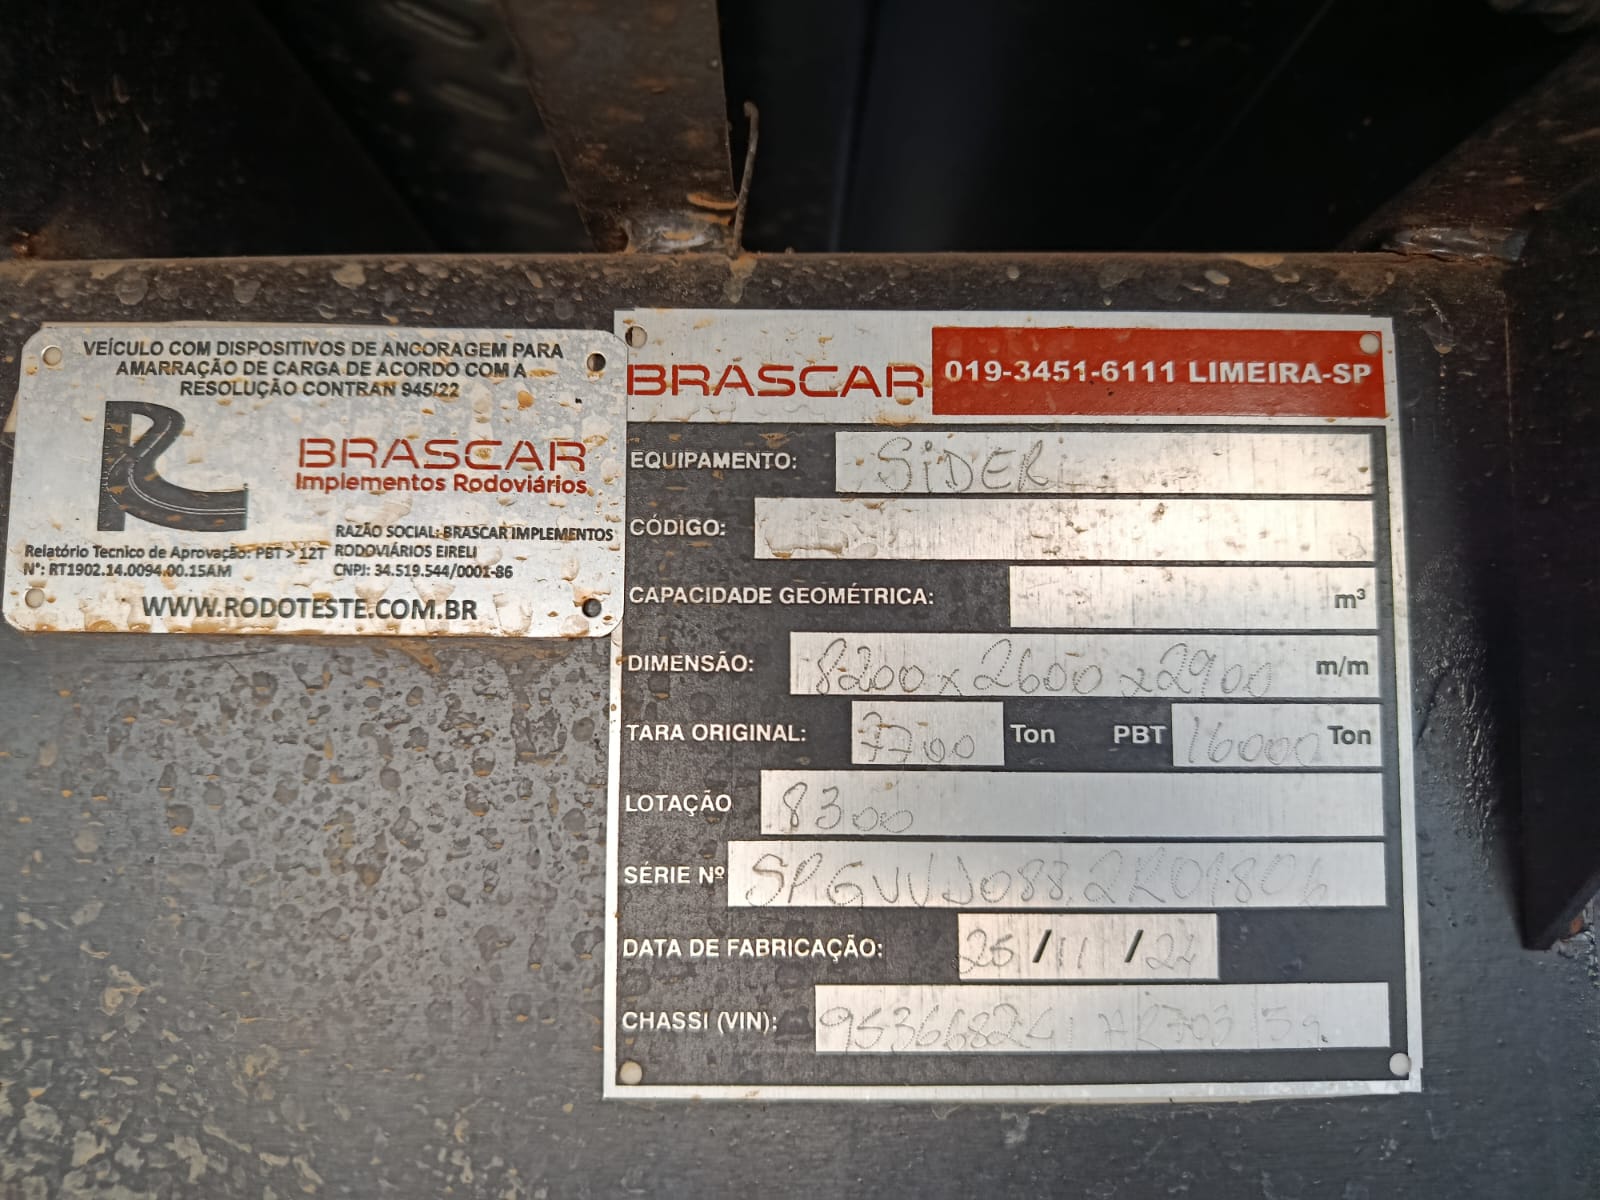 VEÍCULO COM DISPOSITIVOS DE ANCORAGEM PARA
AMARRAÇÃO DE CARGA DE ACORDO COM A
RESOLUÇÃO CONTRAN 945/22
BRASCAR
Implementos Rodoviários
RAZÃO SOCIAL: BRASCAR IMPLEMENTOS
RODOVIÁRIOS EIRELI
CNPJ: 34.519.544/0001-86
Relatório Tecnico de Aprovação: PBT > 12T
N°: RT1902.14.0094.00.15AM
WWW.RODOTESTE.COM.BR
BRASCAR 019-3451-6111 LIMEIRA-SP
EQUIPAMENTO: SIDER
CÓDIGO:
CAPACIDADE GEOMÉTRICA: m³
DIMENSÃO: 8200 x 2600 x 2900 m/m
TARA ORIGINAL: 7700 Ton PBT 16000 Ton
LOTAÇÃO 8300
SÉRIE Nº
DATA DE FABRICAÇÃO: 25/11/24
CHASSI (VIN):